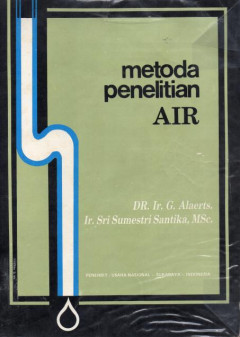 metoda
penelitian
AIR
DR. Ir. G. Alaerts.
Ir. Sri Sumestri Santika, MSc.